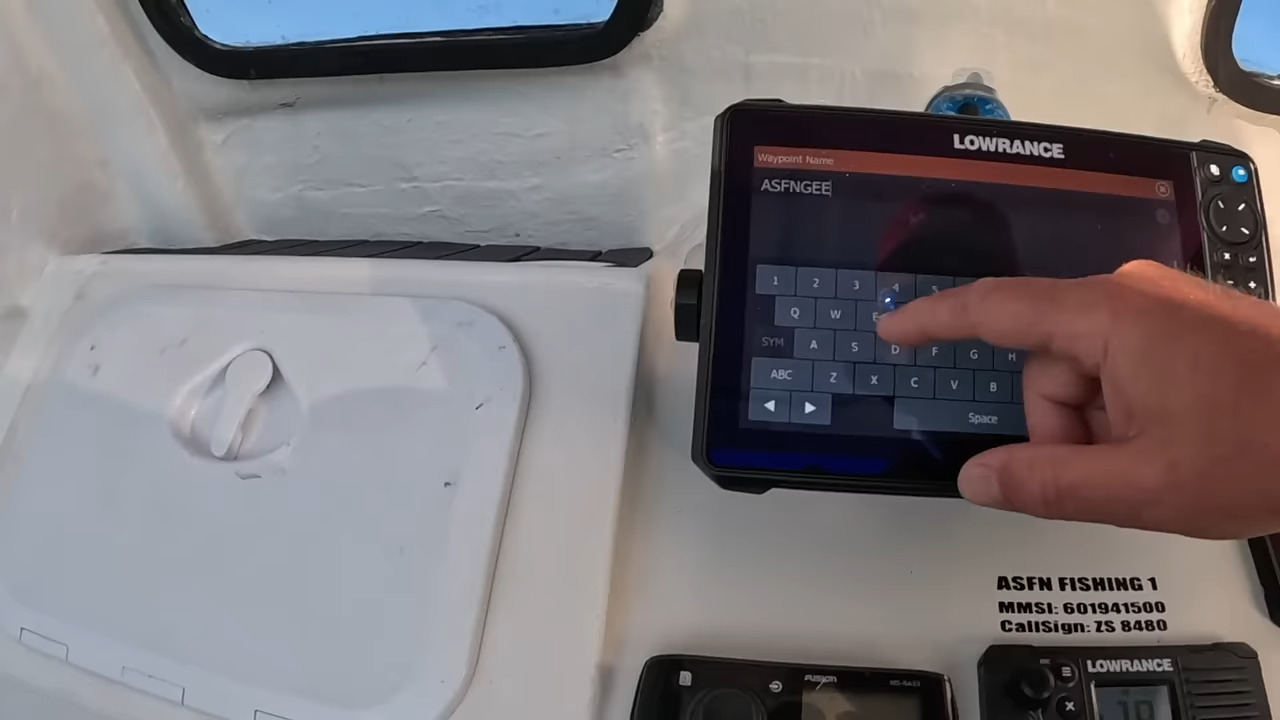 LOWRANCE
Waypoint Name
ASFNGEE
1 2 3 4 5
Q W E
SYM A S D F G H
ABC Z X C V B
Space
ASFN FISHING 1
MMSI: 601941500
CallSign: ZS 8480
FUSION
LOWRANCE